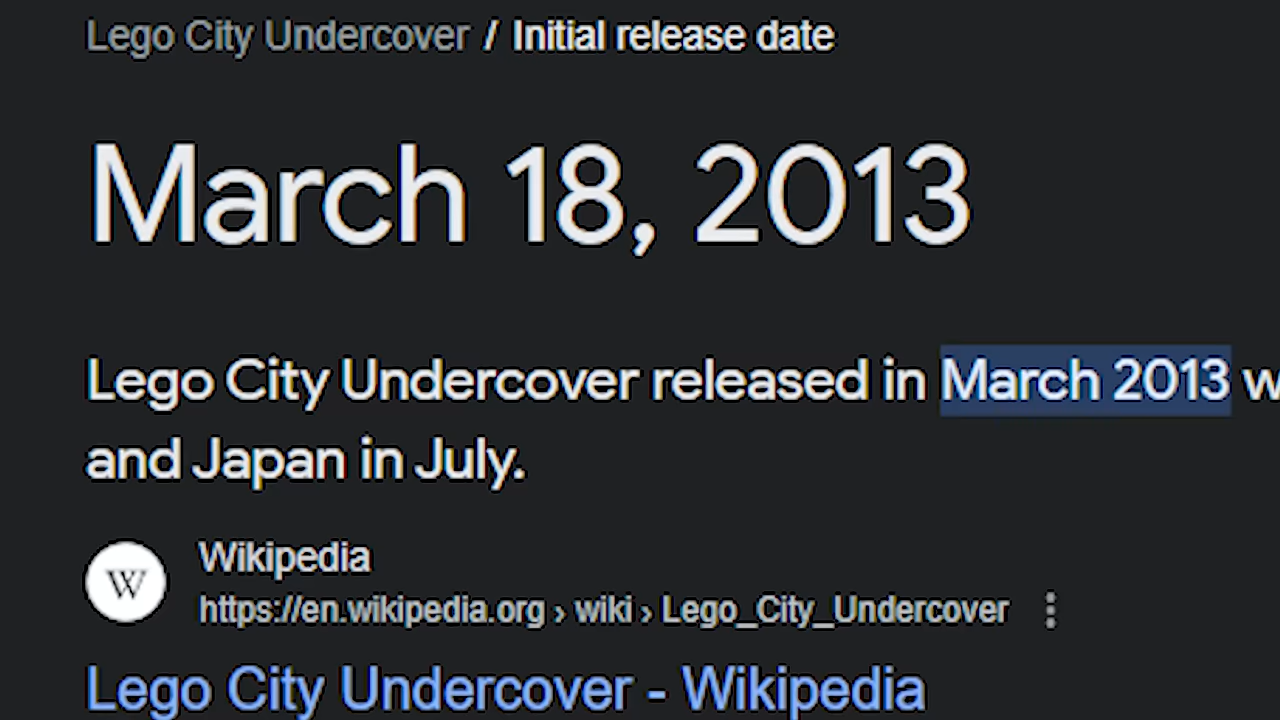 Lego City Undercover / Initial release date
March 18, 2013
Lego City Undercover released in March 2013 w
and Japan in July.
W
Wikipedia
https://en.wikipedia.org › wiki › Lego_City_Undercover
Lego City Undercover - Wikipedia